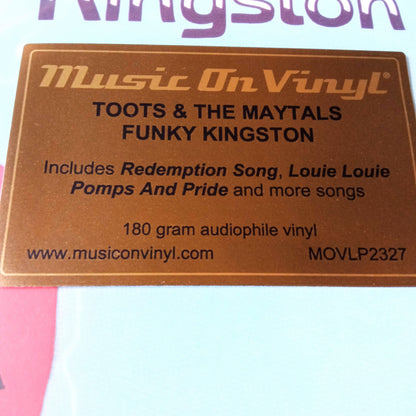 Kingston
Music On Vinyl®
TOOTS & THE MAYTALS
FUNKY KINGSTON
Includes Redemption Song, Louie Louie
Pomps And Pride and more songs
180 gram audiophile vinyl
www.musiconvinyl.com MOVLP2327